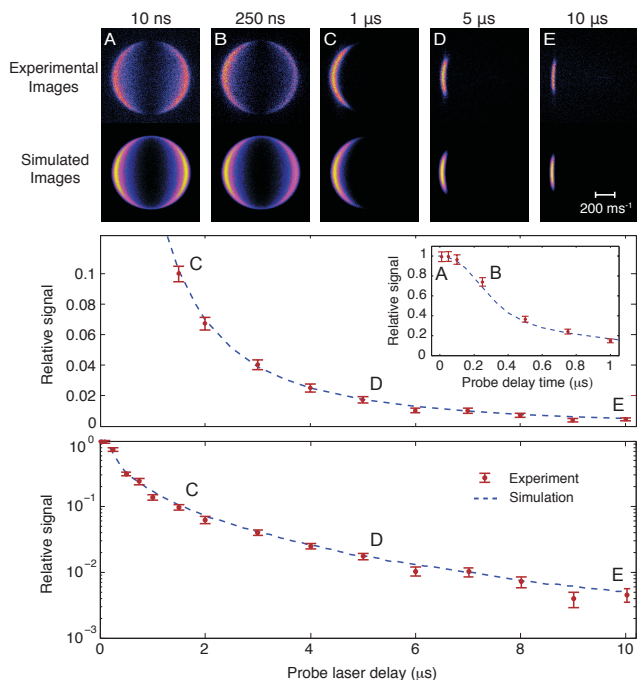 10 ns 250 ns 1 µs 5 µs 10 µs
A B C D E
Experimental
Images
Simulated
Images
200 ms-1
Relative signal
0.1
0.08
0.06
0.04
0.02
0
C
D
E
Relative signal
1
0.8
0.6
0.4
0.2
0
A
B
0 0.2 0.4 0.6 0.8 1
Probe delay time (µs)
Relative signal
10^0
10^-1
10^-2
10^-3
C
D
E
Experiment
Simulation
0 2 4 6 8 10
Probe laser delay (µs)